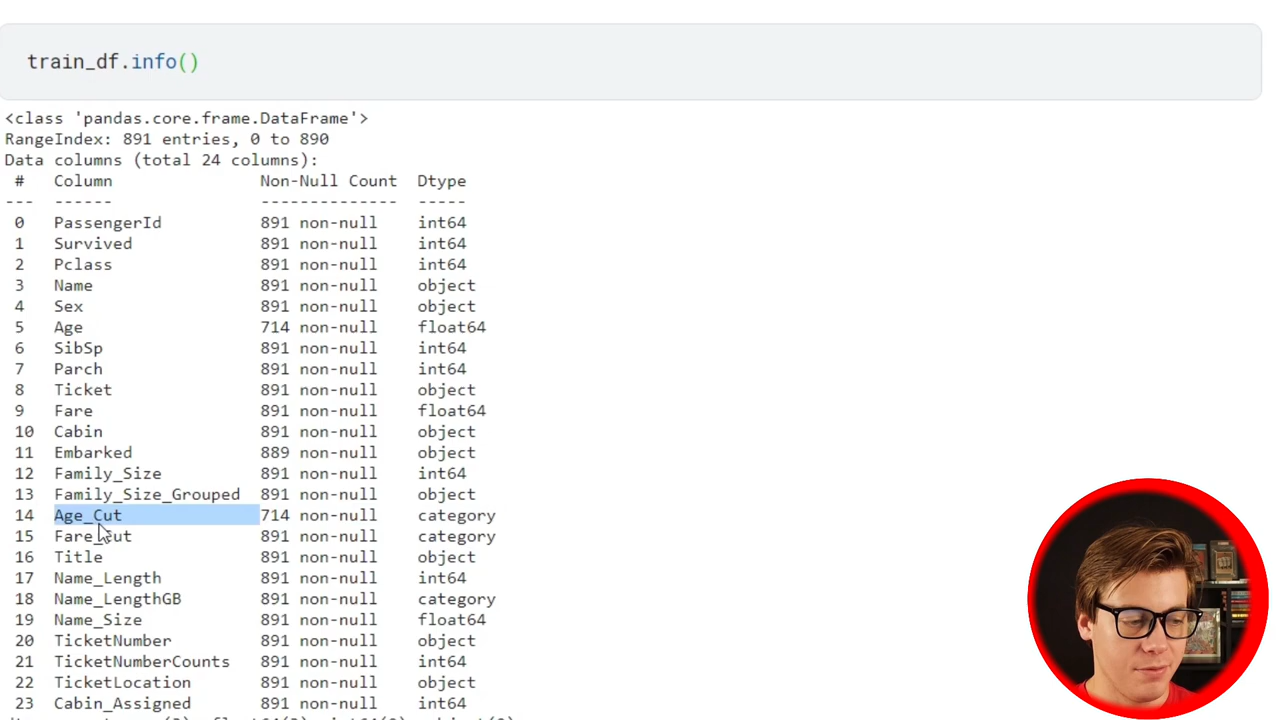 train_df.info()
<class 'pandas.core.frame.DataFrame'>
RangeIndex: 891 entries, 0 to 890
Data columns (total 24 columns):
 #   Column               Non-Null Count  Dtype
---  ------               --------------  -----
 0   PassengerId          891 non-null    int64
 1   Survived             891 non-null    int64
 2   Pclass               891 non-null    int64
 3   Name                 891 non-null    object
 4   Sex                  891 non-null    object
 5   Age                  714 non-null    float64
 6   SibSp                891 non-null    int64
 7   Parch                891 non-null    int64
 8   Ticket               891 non-null    object
 9   Fare                 891 non-null    float64
 10  Cabin                891 non-null    object
 11  Embarked             889 non-null    object
 12  Family_Size          891 non-null    int64
 13  Family_Size_Grouped  891 non-null    object
 14  Age_Cut              714 non-null    category
 15  Fare_Cut             891 non-null    category
 16  Title                891 non-null    object
 17  Name_Length          891 non-null    int64
 18  Name_LengthGB        891 non-null    category
 19  Name_Size            891 non-null    float64
 20  TicketNumber         891 non-null    object
 21  TicketNumberCounts   891 non-null    int64
 22  TicketLocation       891 non-null    object
 23  Cabin_Assigned       891 non-null    int64